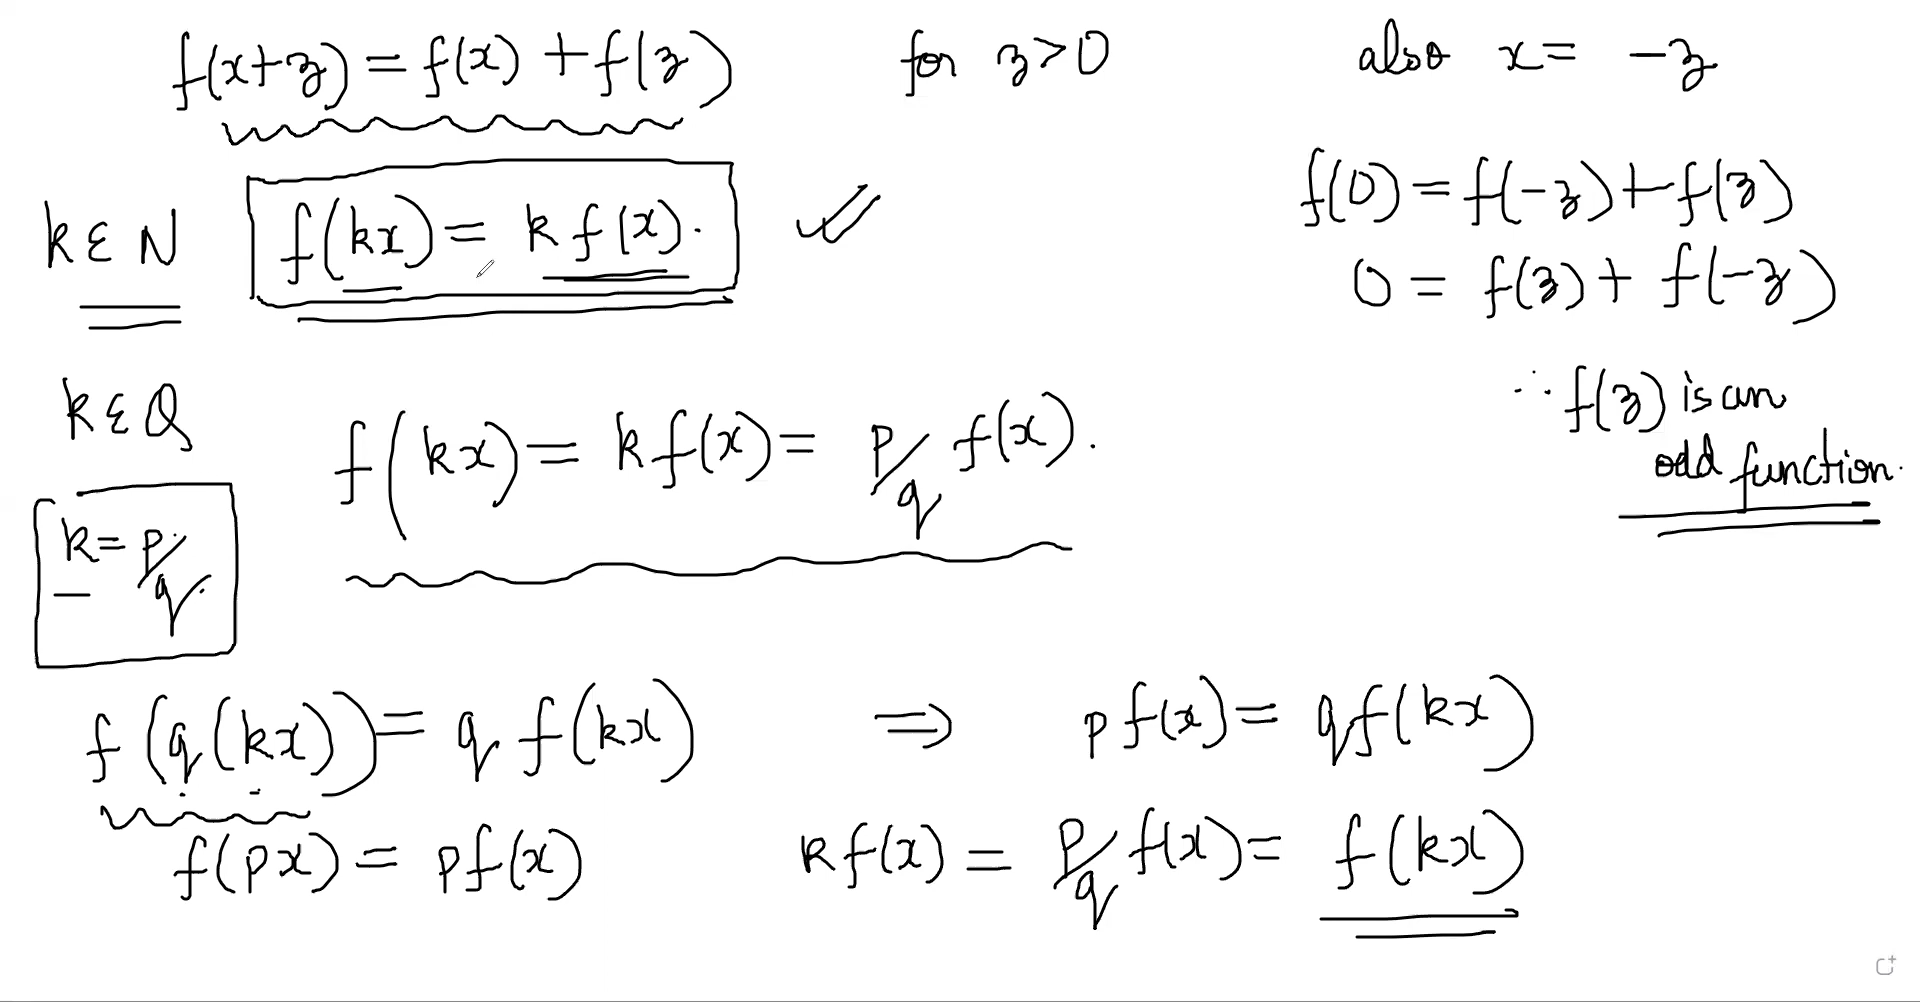 f(x+z) = f(x) + f(z) for z>0
also x = -z
k ∈ N f(kx) = k f(x).
f(0) = f(-z) + f(z)
0 = f(z) + f(-z)
∴ f(z) is an
odd function.
k ∈ Q f(kx) = k f(x) = p/q f(x).
k = p/q.
f(q(kx)) = q f(kx) ⇒ p f(x) = q f(kx)
f(px) = p f(x) k f(x) = p/q f(x) = f(kx)